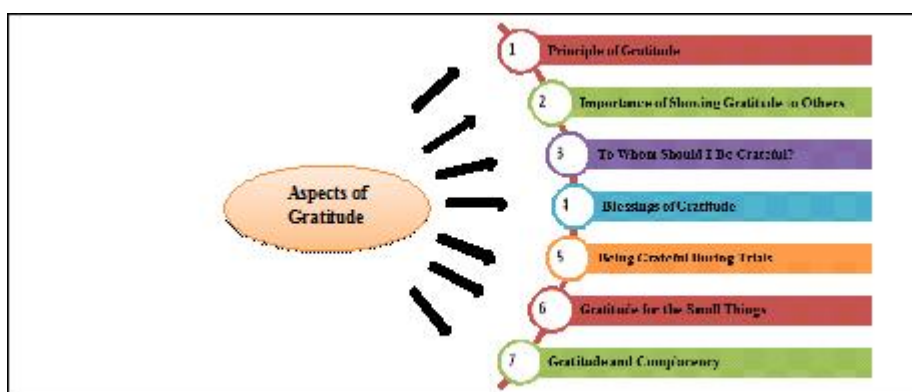 Aspects of
Gratitude
1 Principle of Gratitude
2 Importance of Showing Gratitude to Others
3 To Whom Should I Be Grateful?
4 Blessings of Gratitude
5 Being Grateful During Trials
6 Gratitude for the Small Things
7 Gratitude and Complacency